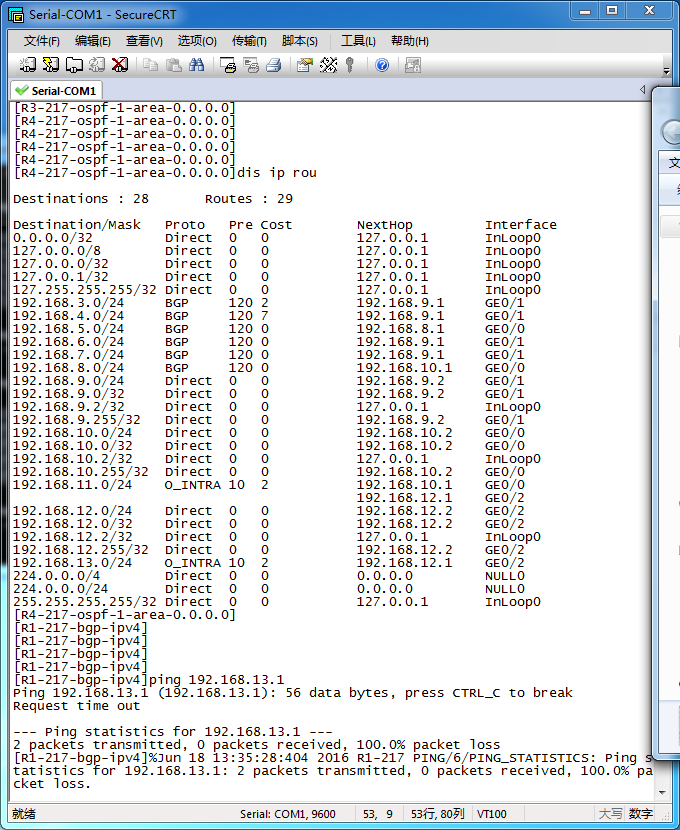 Serial-COM1 - SecureCRT
文件(F) 编辑(E) 查看(V) 选项(O) 传输(T) 脚本(S) 工具(L) 帮助(H)
Serial-COM1
[R3-217-ospf-1-area-0.0.0.0]
[R4-217-ospf-1-area-0.0.0.0]
[R4-217-ospf-1-area-0.0.0.0]
[R4-217-ospf-1-area-0.0.0.0]
[R4-217-ospf-1-area-0.0.0.0]
[R4-217-ospf-1-area-0.0.0.0]dis ip rou
Destinations : 28 Routes : 29
Destination/Mask Proto Pre Cost NextHop Interface
0.0.0.0/32 Direct 0 0 127.0.0.1 InLoop0
127.0.0.0/8 Direct 0 0 127.0.0.1 InLoop0
127.0.0.0/32 Direct 0 0 127.0.0.1 InLoop0
127.0.0.1/32 Direct 0 0 127.0.0.1 InLoop0
127.255.255.255/32 Direct 0 0 127.0.0.1 InLoop0
192.168.3.0/24 BGP 120 2 192.168.9.1 GE0/1
192.168.4.0/24 BGP 120 7 192.168.9.1 GE0/1
192.168.5.0/24 BGP 120 0 192.168.8.1 GE0/0
192.168.6.0/24 BGP 120 0 192.168.9.1 GE0/1
192.168.7.0/24 BGP 120 0 192.168.9.1 GE0/1
192.168.8.0/24 BGP 120 0 192.168.10.1 GE0/0
192.168.9.0/24 Direct 0 0 192.168.9.2 GE0/1
192.168.9.0/32 Direct 0 0 192.168.9.2 GE0/1
192.168.9.2/32 Direct 0 0 127.0.0.1 InLoop0
192.168.9.255/32 Direct 0 0 192.168.9.2 GE0/1
192.168.10.0/24 Direct 0 0 192.168.10.2 GE0/0
192.168.10.0/32 Direct 0 0 192.168.10.2 GE0/0
192.168.10.2/32 Direct 0 0 127.0.0.1 InLoop0
192.168.10.255/32 Direct 0 0 192.168.10.2 GE0/0
192.168.11.0/24 O_INTRA 10 2 192.168.10.1 GE0/0
192.168.12.1 GE0/2
192.168.12.0/24 Direct 0 0 192.168.12.2 GE0/2
192.168.12.0/32 Direct 0 0 192.168.12.2 GE0/2
192.168.12.2/32 Direct 0 0 127.0.0.1 InLoop0
192.168.12.255/32 Direct 0 0 192.168.12.2 GE0/2
192.168.13.0/24 O_INTRA 10 2 192.168.12.1 GE0/2
224.0.0.0/4 Direct 0 0 0.0.0.0 NULL0
224.0.0.0/24 Direct 0 0 0.0.0.0 NULL0
255.255.255.255/32 Direct 0 0 127.0.0.1 InLoop0
[R4-217-ospf-1-area-0.0.0.0]
[R1-217-bgp-ipv4]
[R1-217-bgp-ipv4]
[R1-217-bgp-ipv4]
[R1-217-bgp-ipv4]
[R1-217-bgp-ipv4]ping 192.168.13.1
Ping 192.168.13.1 (192.168.13.1): 56 data bytes, press CTRL_C to break
Request time out
--- Ping statistics for 192.168.13.1 ---
2 packets transmitted, 0 packets received, 100.0% packet loss
[R1-217-bgp-ipv4]%Jun 18 13:35:28:404 2016 R1-217 PING/6/PING_STATISTICS: Ping s
tatistics for 192.168.13.1: 2 packets transmitted, 0 packets received, 100.0% pa
cket loss.
就绪 Serial: COM1, 9600 53, 9 53行, 80列 VT100 大写 数字